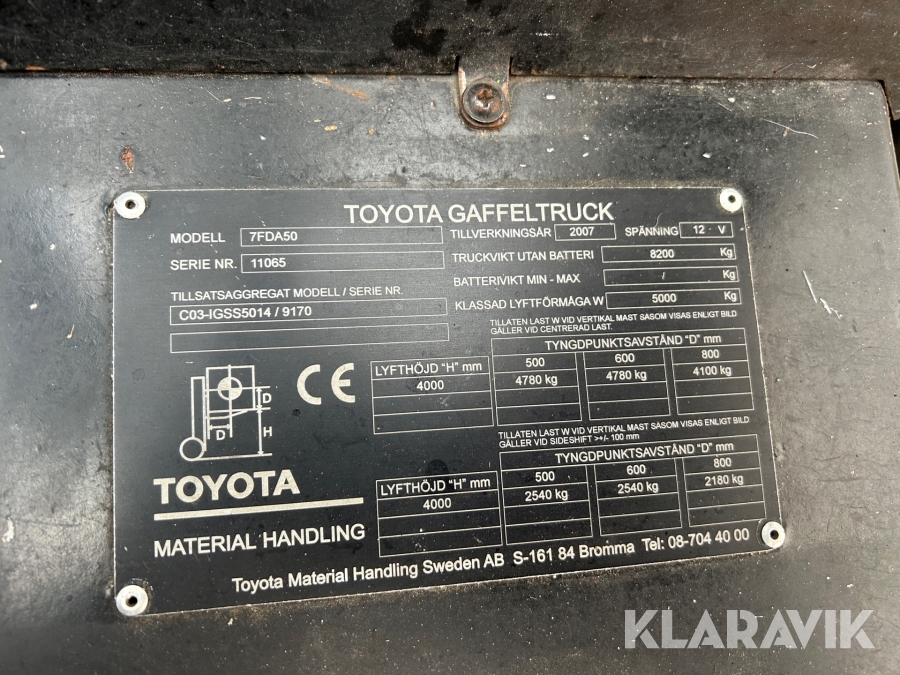 TOYOTA GAFFELTRUCK
MODELL 7FDA50 TILLVERKNINGSÅR 2007 SPÄNNING 12 V
SERIE NR. 11065 TRUCKVIKT UTAN BATTERI 8200 Kg
BATTERIVIKT MIN - MAX / Kg
TILLSATSAGGREGAT MODELL / SERIE NR. KLASSAD LYFTFÖRMÅGA W 5000 Kg
C03-IGSS5014 / 9170
TILLATEN LAST W VID VERTIKAL MAST SASOM VISAS ENLIGT BILD
GÄLLER VID CENTRERAD LAST.
TYNGDPUNKTSAVSTÅND "D" mm
LYFTHÖJD "H" mm 500 600 800
4000 4780 kg 4780 kg 4100 kg
D
D
H
CE
TILLATEN LAST W VID VERTIKAL MAST SASOM VISAS ENLIGT BILD
GÄLLER VID SIDESHIFT >+/- 100 mm
TYNGDPUNKTSAVSTÅND "D" mm
LYFTHÖJD "H" mm 500 600 800
4000 2540 kg 2540 kg 2180 kg
TOYOTA
MATERIAL HANDLING
Toyota Material Handling Sweden AB S-161 84 Bromma Tel: 08-704 40 00
KLARAVIK